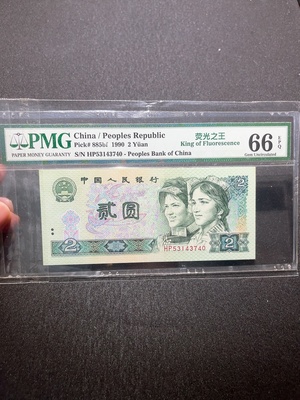 PMG
PAPER MONEY GUARANTY
China / Peoples Republic
Pick# 885bf 1990 2 Yüan
S/N HP53143740 - Peoples Bank of China
荧光之王
King of Fluorescence
66 EPQ
Gem Uncirculated
中国人民银行
2
贰圆
2
2
HP53143740